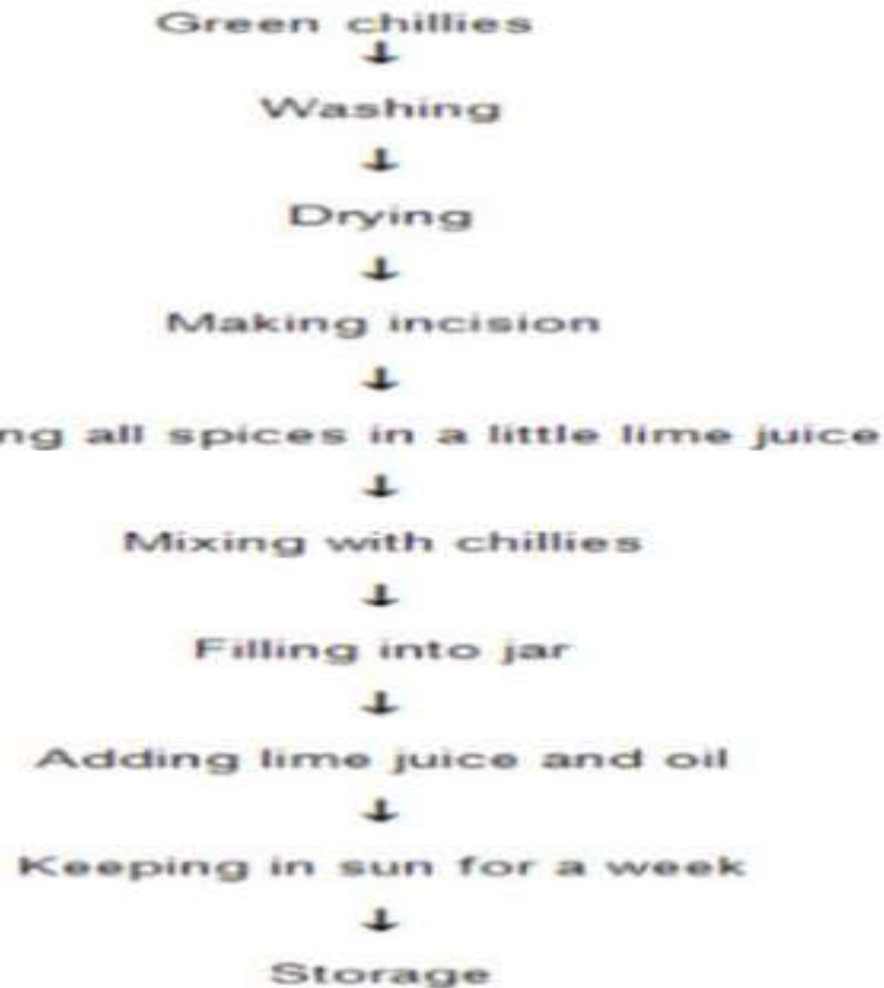 Green chillies
↓
Washing
↓
Drying
↓
Making incision
↓
all spices in a little lime juice
↓
Mixing with chillies
↓
Filling into jar
↓
Adding lime juice and oil
↓
Keeping in sun for a week
↓
Storage